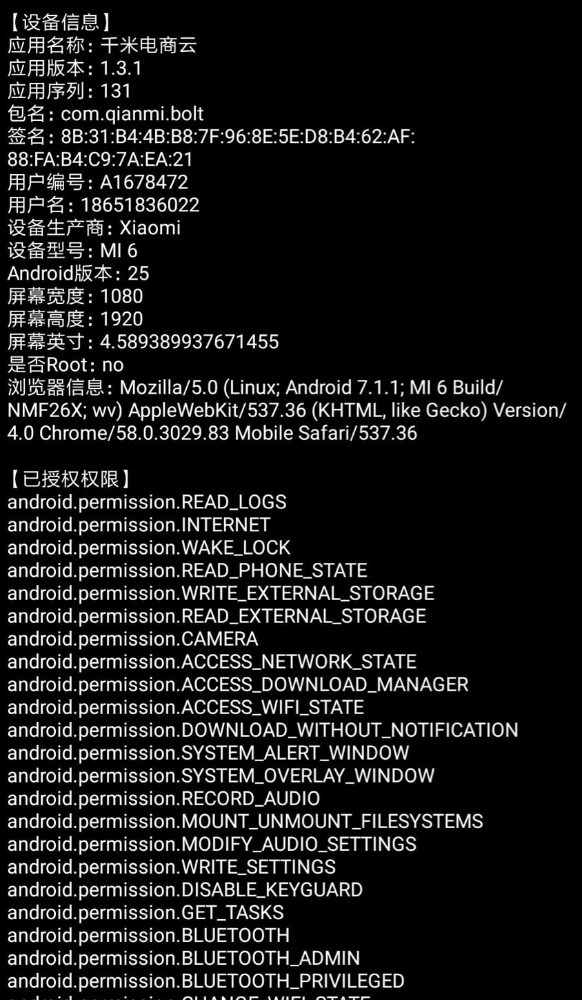 【设备信息】
应用名称: 千米电商云
应用版本: 1.3.1
应用序列: 131
包名: com.qianmi.bolt
签名: 8B:31:B4:4B:B8:7F:96:8E:5E:D8:B4:62:AF:
88:FA:B4:C9:7A:EA:21
用户编号: A1678472
用户名: 18651836022
设备生产商: Xiaomi
设备型号: MI 6
Android版本: 25
屏幕宽度: 1080
屏幕高度: 1920
屏幕英寸: 4.589389937671455
是否Root: no
浏览器信息: Mozilla/5.0 (Linux; Android 7.1.1; MI 6 Build/
NMF26X; wv) AppleWebKit/537.36 (KHTML, like Gecko) Version/
4.0 Chrome/58.0.3029.83 Mobile Safari/537.36
【已授权权限】
android.permission.READ_LOGS
android.permission.INTERNET
android.permission.WAKE_LOCK
android.permission.READ_PHONE_STATE
android.permission.WRITE_EXTERNAL_STORAGE
android.permission.READ_EXTERNAL_STORAGE
android.permission.CAMERA
android.permission.ACCESS_NETWORK_STATE
android.permission.ACCESS_DOWNLOAD_MANAGER
android.permission.ACCESS_WIFI_STATE
android.permission.DOWNLOAD_WITHOUT_NOTIFICATION
android.permission.SYSTEM_ALERT_WINDOW
android.permission.SYSTEM_OVERLAY_WINDOW
android.permission.RECORD_AUDIO
android.permission.MOUNT_UNMOUNT_FILESYSTEMS
android.permission.MODIFY_AUDIO_SETTINGS
android.permission.WRITE_SETTINGS
android.permission.DISABLE_KEYGUARD
android.permission.GET_TASKS
android.permission.BLUETOOTH
android.permission.BLUETOOTH_ADMIN
android.permission.BLUETOOTH_PRIVILEGED
android.permission.CHANGE_WIFI_STATE